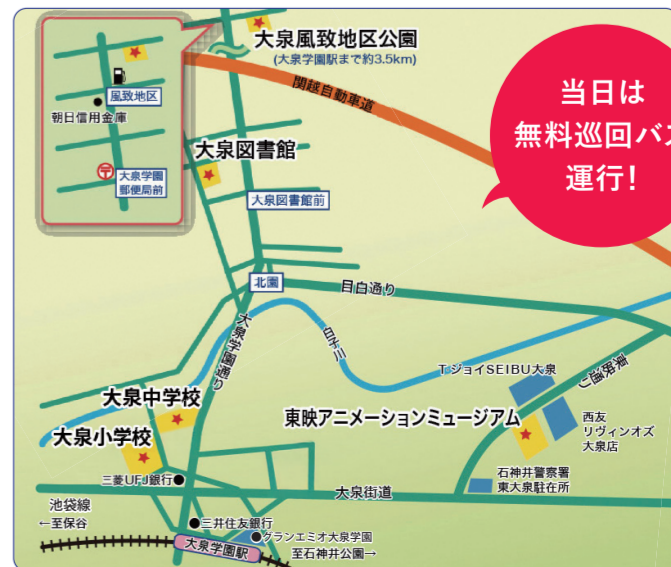 大泉風致地区公園
(大泉学園駅まで約3.5km)
風致地区
朝日信用金庫
大泉学園
郵便局前
関越自動車道
当日は
無料巡回バス
運行!
大泉図書館
大泉図書館前
北園
目白通り
大泉学園通り
白子川
TジョイSEIBU大泉
東映通り
大泉中学校
大泉小学校
東映アニメーションミュージアム
西友
リヴィンオズ
大泉店
三菱UFJ銀行
石神井警察署
東大泉駐在所
大泉街道
池袋線
←至保谷
三井住友銀行
グランエミオ大泉学園
大泉学園駅
至石神井公園→